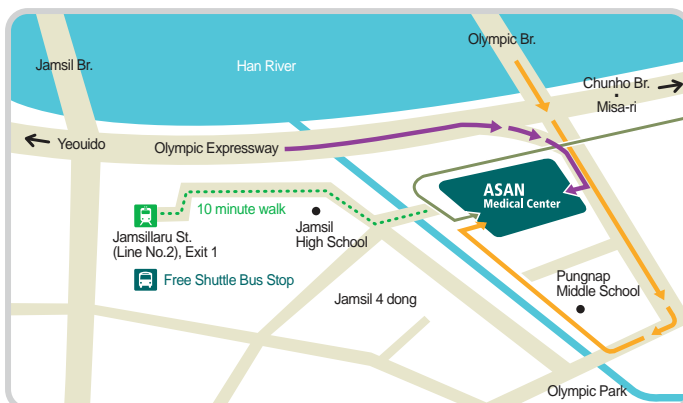 Olympic Br.
Jamsil Br.
Han River
Chunho Br.
Misa-ri
Yeouido
Olympic Expressway
ASAN
Medical Center
10 minute walk
Jamsil
High School
Jamsillaru St.
(Line No.2), Exit 1
Free Shuttle Bus Stop
Pungnap
Middle School
Jamsil 4 dong
Olympic Park